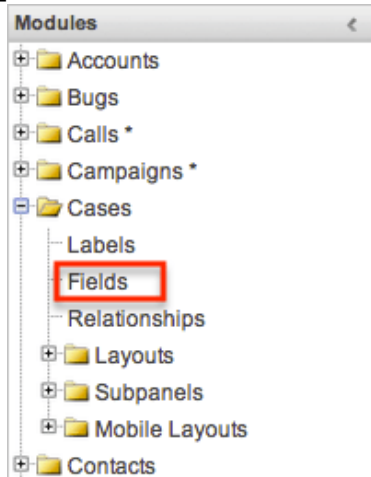 Modules
Accounts
Bugs
Calls *
Campaigns *
Cases
Labels
Fields
Relationships
Layouts
Subpanels
Mobile Layouts
Contacts